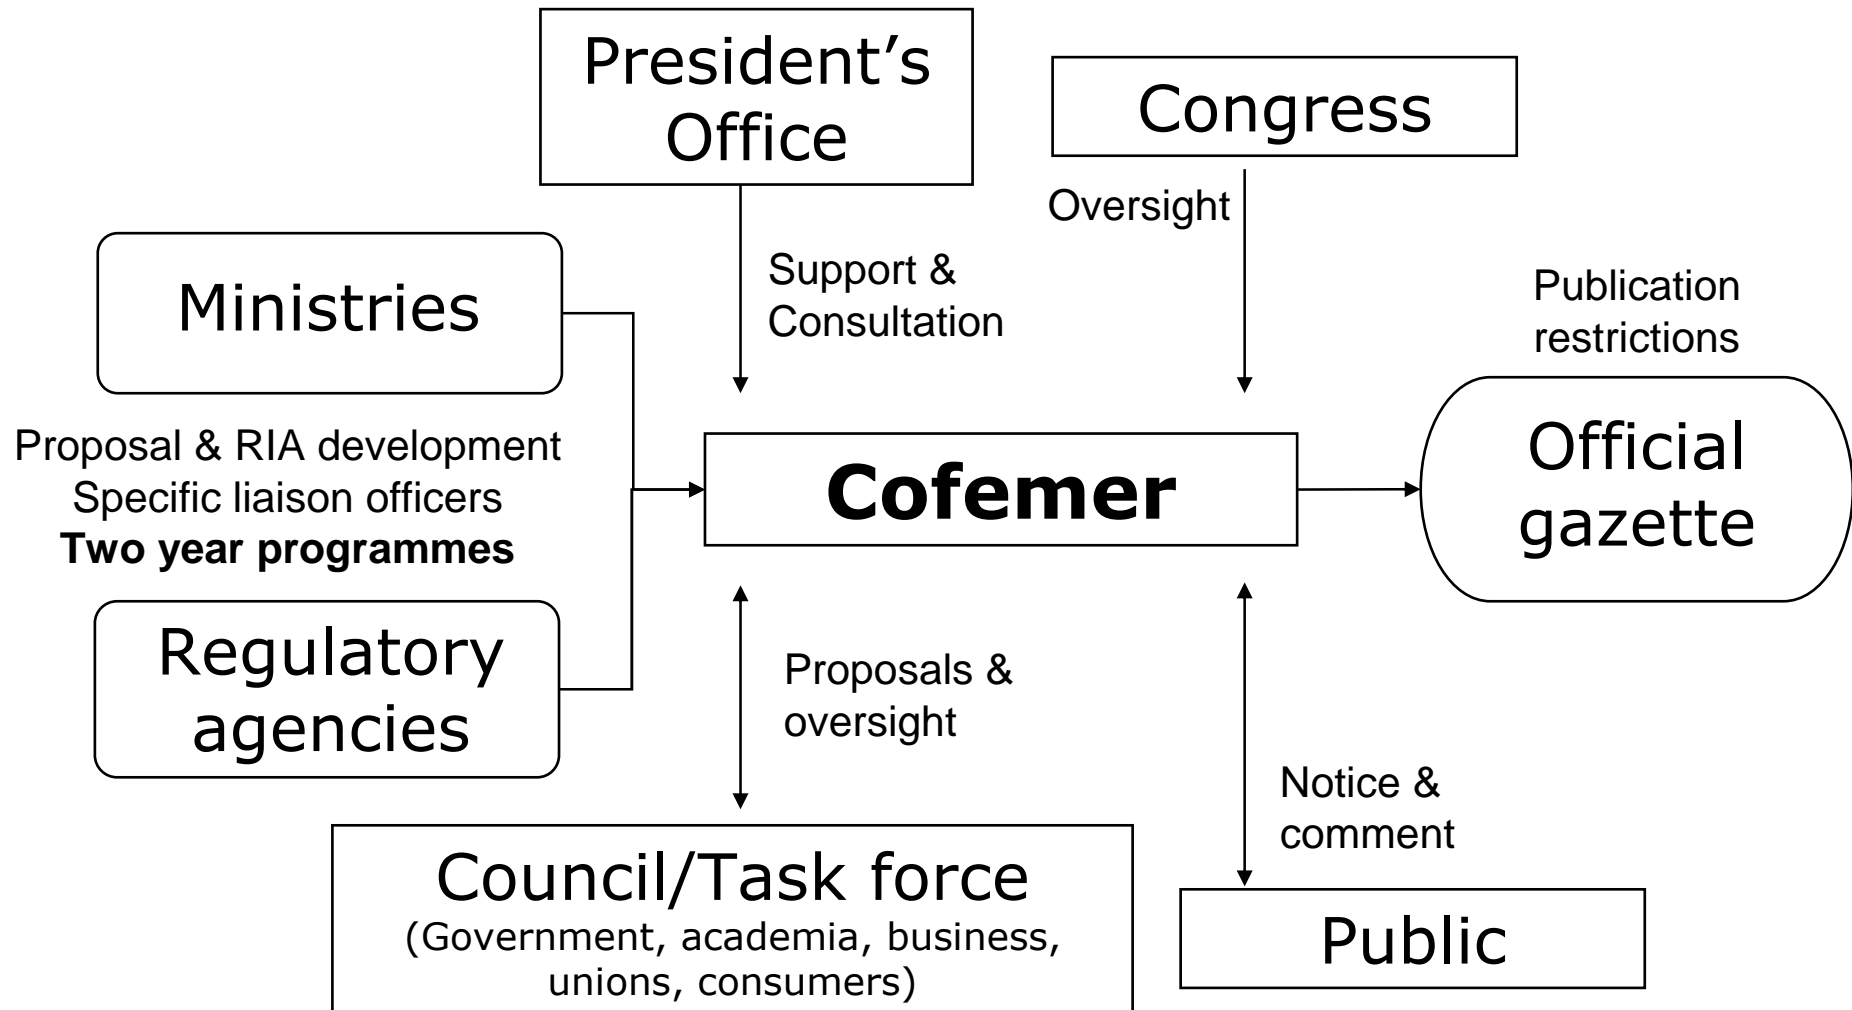 President’s
Office
Congress
Oversight
Support &
Consultation
Ministries
Publication
restrictions
Proposal & RIA development
Specific liaison officers
Two year programmes
Cofemer
Official
gazette
Regulatory
agencies
Proposals &
oversight
Notice &
comment
Council/Task force
(Government, academia, business,
unions, consumers)
Public